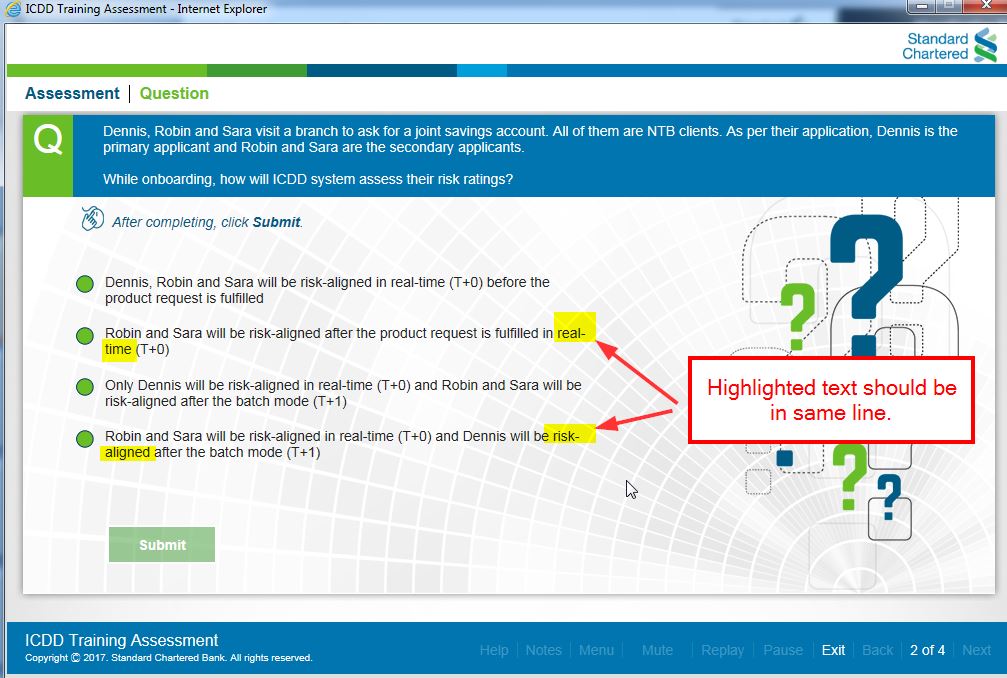 ICDD Training Assessment - Internet Explorer
Standard
Chartered
Assessment | Question
Q
Dennis, Robin and Sara visit a branch to ask for a joint savings account. All of them are NTB clients. As per their application, Dennis is the
primary applicant and Robin and Sara are the secondary applicants.
While onboarding, how will ICDD system assess their risk ratings?
After completing, click Submit.
Dennis, Robin and Sara will be risk-aligned in real-time (T+0) before the
product request is fulfilled
Robin and Sara will be risk-aligned after the product request is fulfilled in real-
time (T+0)
Only Dennis will be risk-aligned in real-time (T+0) and Robin and Sara will be
risk-aligned after the batch mode (T+1)
Robin and Sara will be risk-aligned in real-time (T+0) and Dennis will be risk-
aligned after the batch mode (T+1)
Highlighted text should be
in same line.
? ? ? ?
Submit
ICDD Training Assessment
Copyright © 2017. Standard Chartered Bank. All rights reserved.
Help | Notes | Menu | Mute | Replay | Pause | Exit | Back | 2 of 4 | Next